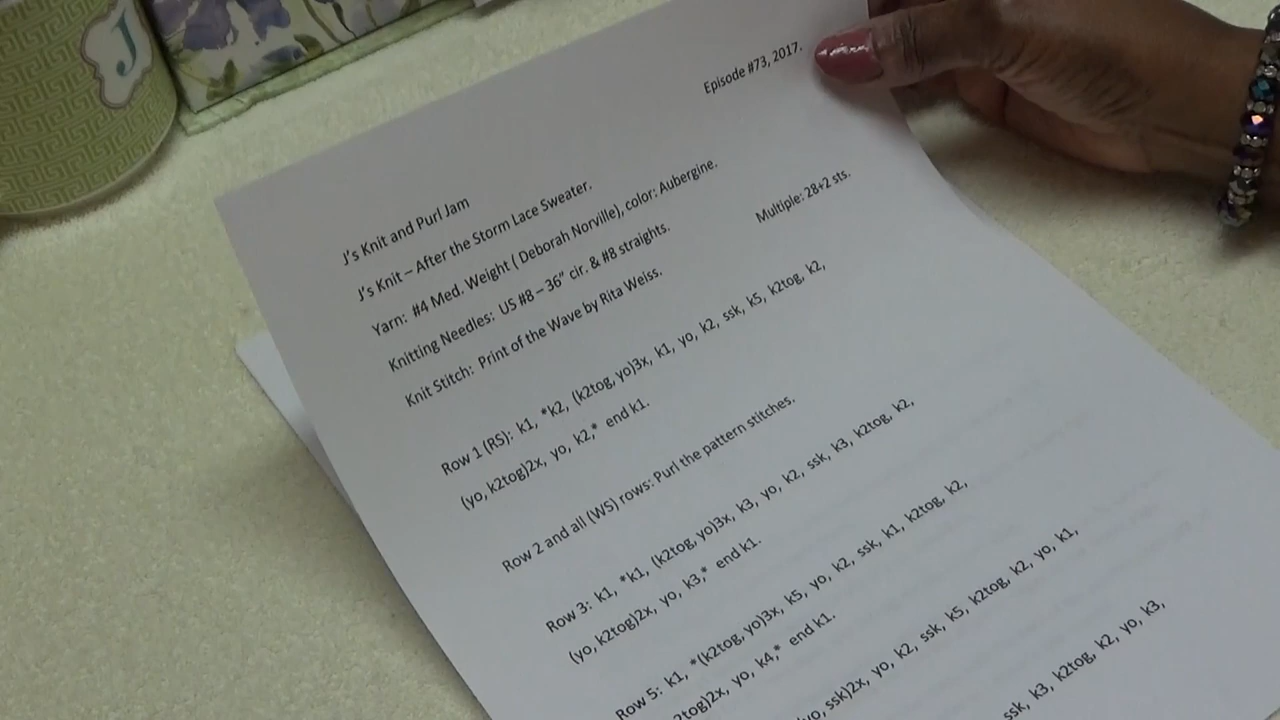 J
Episode #73, 2017.
J's Knit and Purl Jam
J's Knit – After the Storm Lace Sweater.
Yarn: #4 Med. Weight ( Deborah Norville), color: Aubergine.
Knitting Needles: US #8 – 36" cir. & #8 straights.
Multiple: 28+2 sts.
Knit Stitch: Print of the Wave by Rita Weiss.
Row 1 (RS): k1, *k2, (k2tog, yo)3x, k1, yo, k2, ssk, k5, k2tog, k2,
(yo, k2tog)2x, yo, k2,* end k1.
Row 2 and all (WS) rows: Purl the pattern stitches.
Row 3: k1, *k1, (k2tog, yo)3x, k3, yo, k2, ssk, k3, k2tog, k2,
(yo, k2tog)2x, yo, k3,* end k1.
Row 5: k1, *(k2tog, yo)3x, k5, yo, k2, ssk, k1, k2tog, k2,
2tog)2x, yo, k4,* end k1.
yo, ssk)2x, yo, k2, ssk, k5, k2tog, k2, yo, k1,
ssk, k3, k2tog, k2, yo, k3,